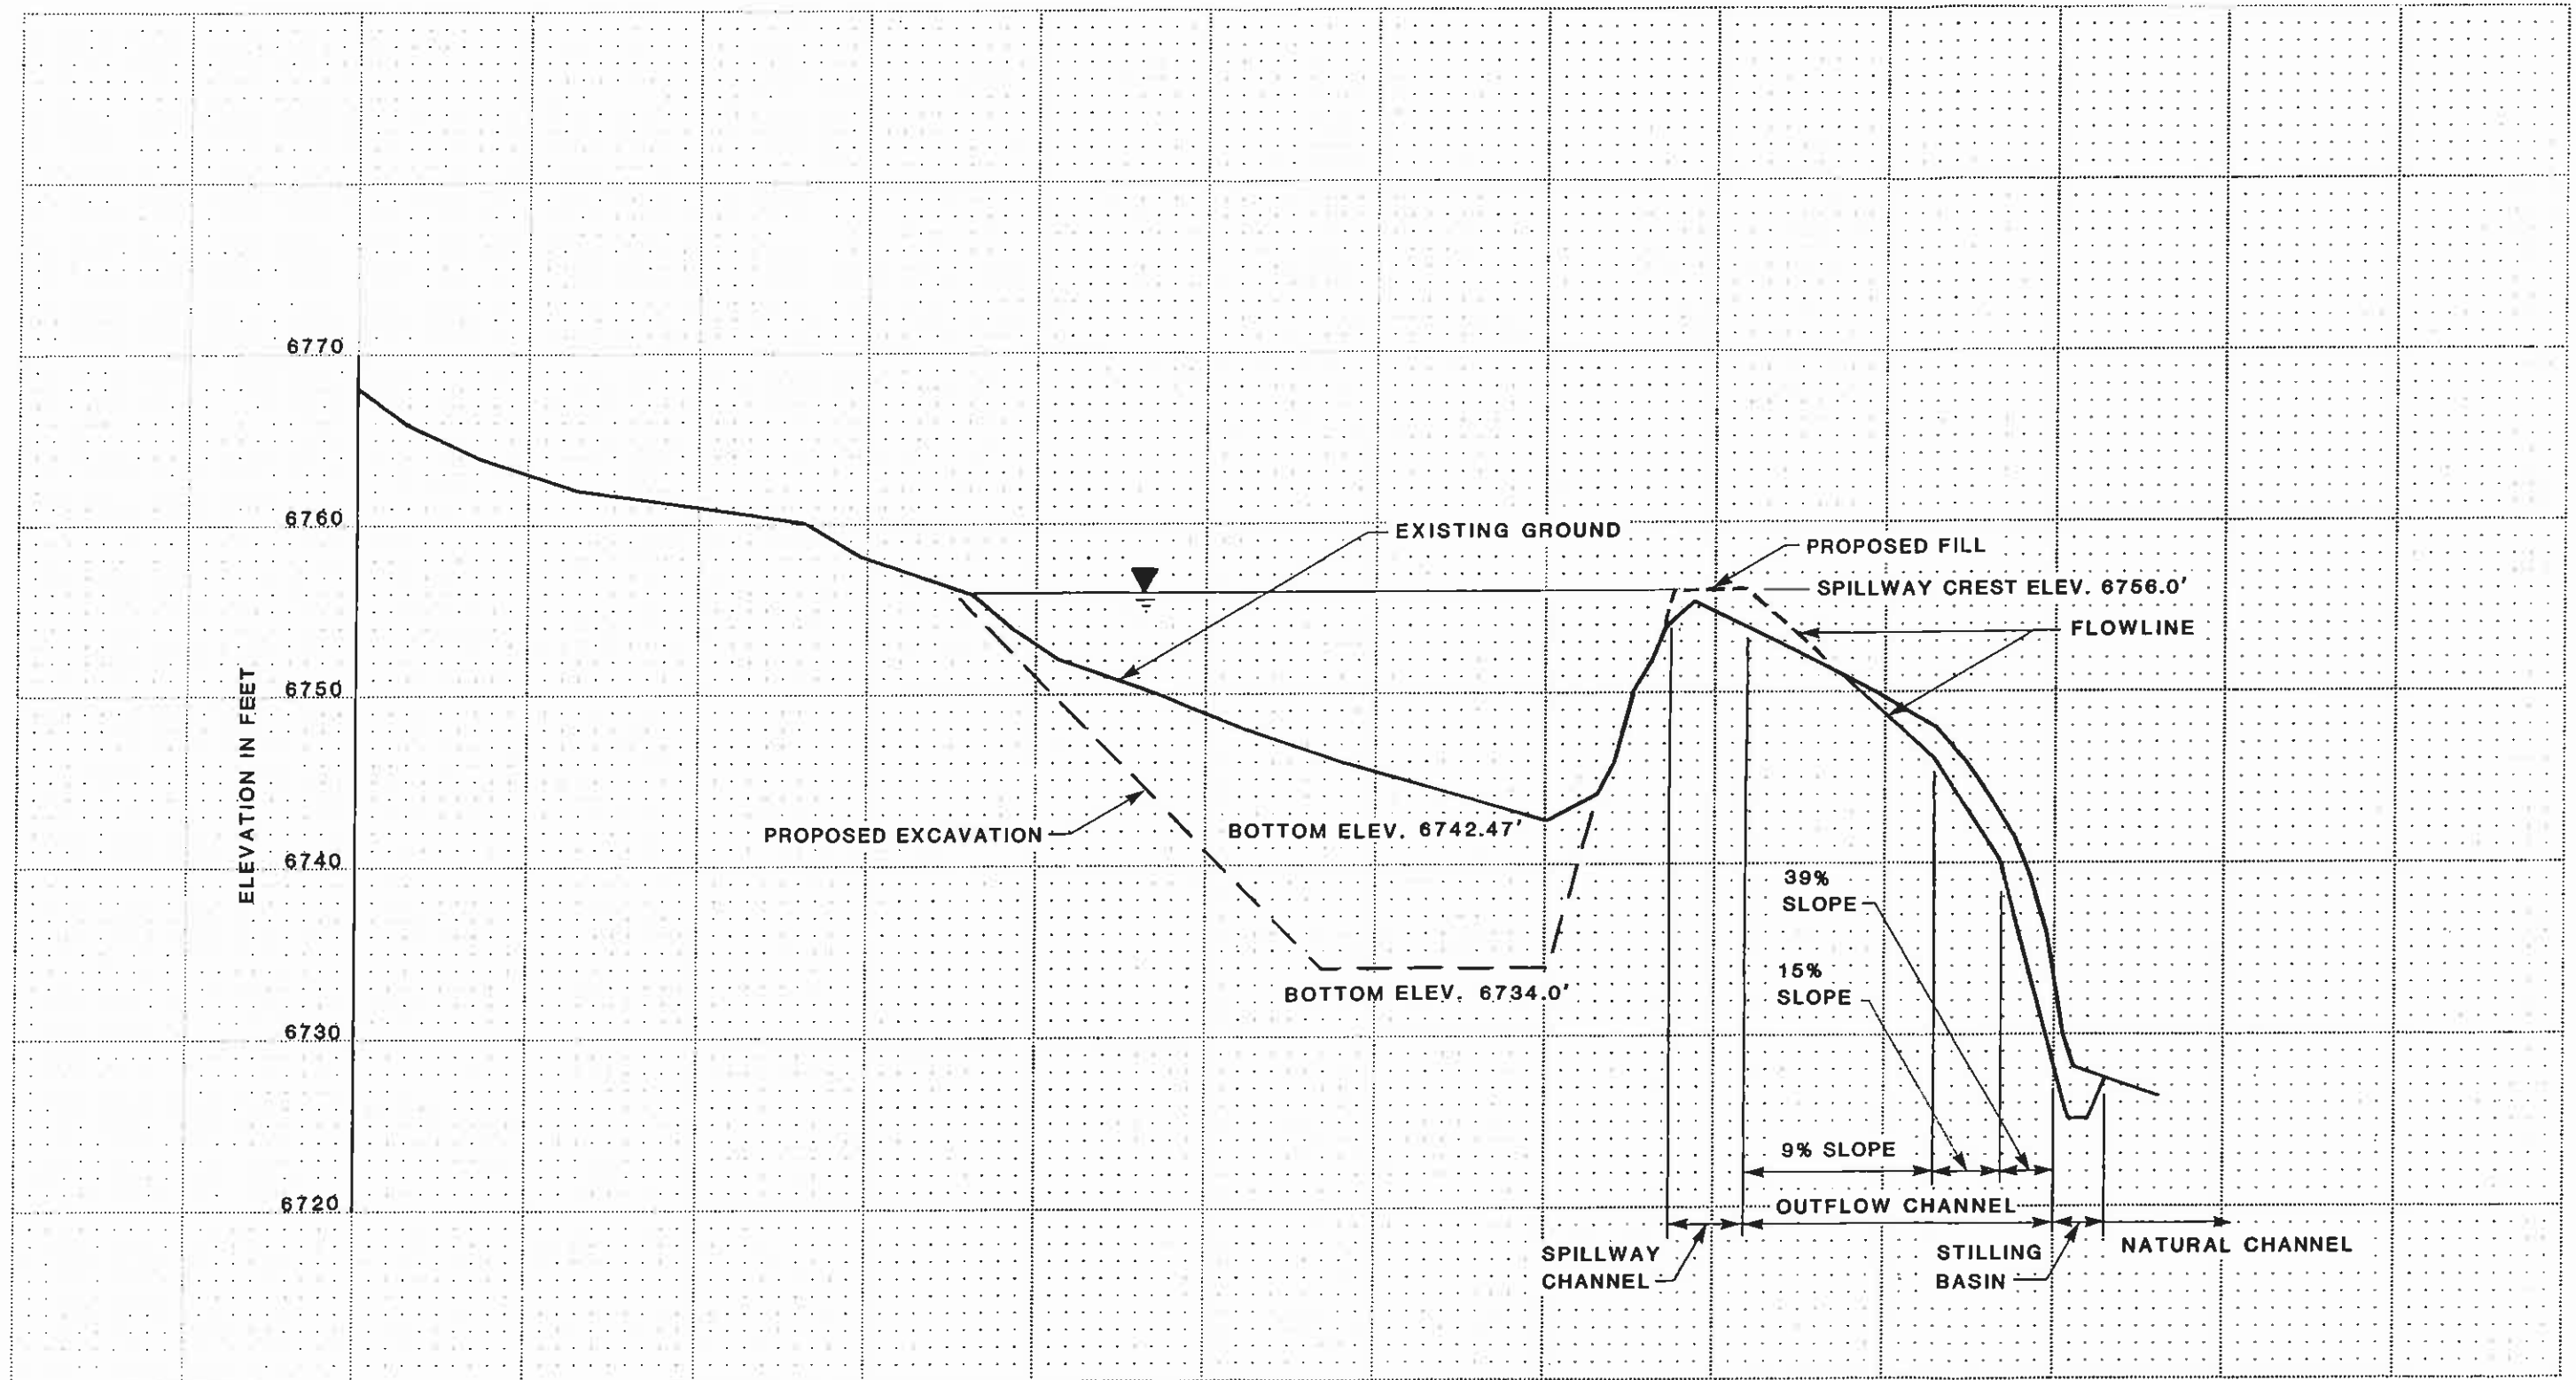 6770
6760
EXISTING GROUND
PROPOSED FILL
SPILLWAY CREST ELEV. 6756.0'
FLOWLINE
ELEVATION IN FEET
6750
PROPOSED EXCAVATION
BOTTOM ELEV. 6742.47'
6740
39%
SLOPE
15%
SLOPE
BOTTOM ELEV. 6734.0'
6730
9% SLOPE
6720
OUTFLOW CHANNEL
SPILLWAY
CHANNEL
STILLING
BASIN
NATURAL CHANNEL